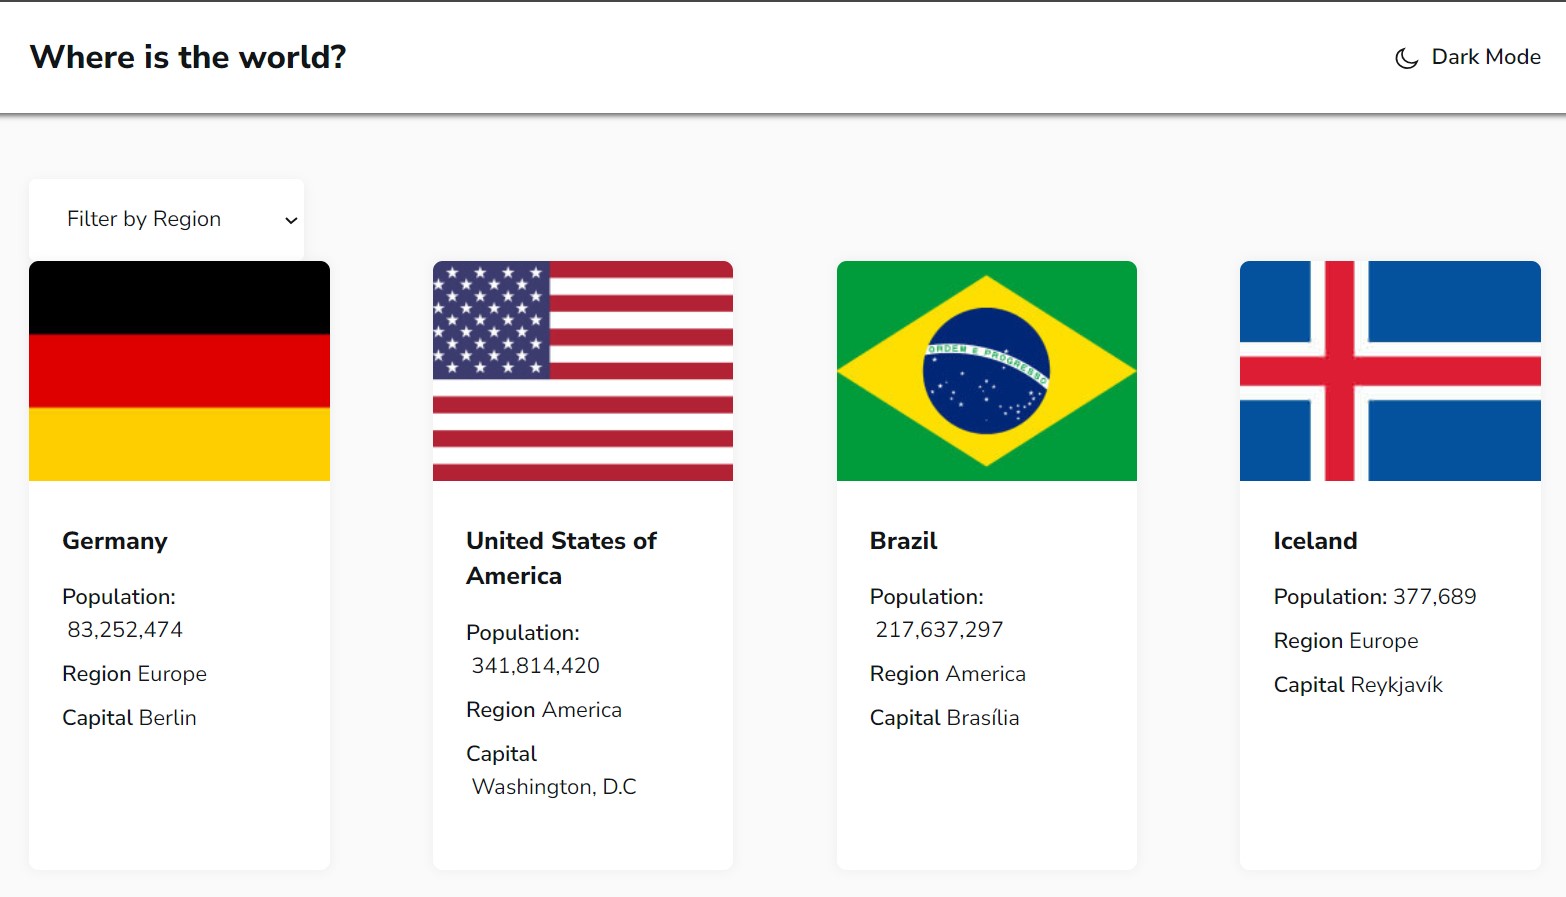 Where is the world?
Dark Mode
Filter by Region
ORDEM E PROGRESSO
Germany
Population:
83,252,474
Region Europe
Capital Berlin
United States of
America
Population:
341,814,420
Region America
Capital
Washington, D.C
Brazil
Population:
217,637,297
Region America
Capital Brasília
Iceland
Population: 377,689
Region Europe
Capital Reykjavík